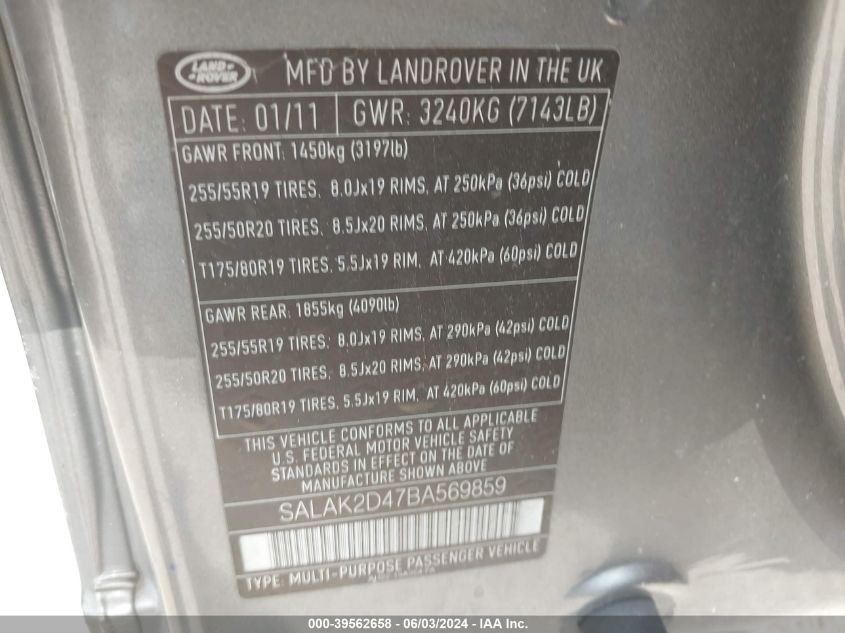 LAND
ROVER
MFD BY LANDROVER IN THE UK
DATE: 01/11 GWR: 3240KG (7143LB)
GAWR FRONT: 1450kg (3197lb)
255/55R19 TIRES, 8.0Jx19 RIMS, AT 250kPa (36psi) COLD
255/50R20 TIRES, 8.5Jx20 RIMS, AT 250kPa (36psi) COLD
T175/80R19 TIRES, 5.5Jx19 RIM, AT 420kPa (60psi) COLD
GAWR REAR: 1855kg (4090lb)
255/55R19 TIRES, 8.0Jx19 RIMS, AT 290kPa (42psi) COLD
255/50R20 TIRES, 8.5Jx20 RIMS, AT 290kPa (42psi) COLD
T175/80R19 TIRES, 5.5Jx19 RIM, AT 420kPa (60psi) COLD
THIS VEHICLE CONFORMS TO ALL APPLICABLE
U.S. FEDERAL MOTOR VEHICLE SAFETY
STANDARDS IN EFFECT ON THE DATE OF
MANUFACTURE SHOWN ABOVE
SALAK2D47BA569859
TYPE: MULTI-PURPOSE PASSENGER VEHICLE
000-39562658 - 06/03/2024 - IAA Inc.